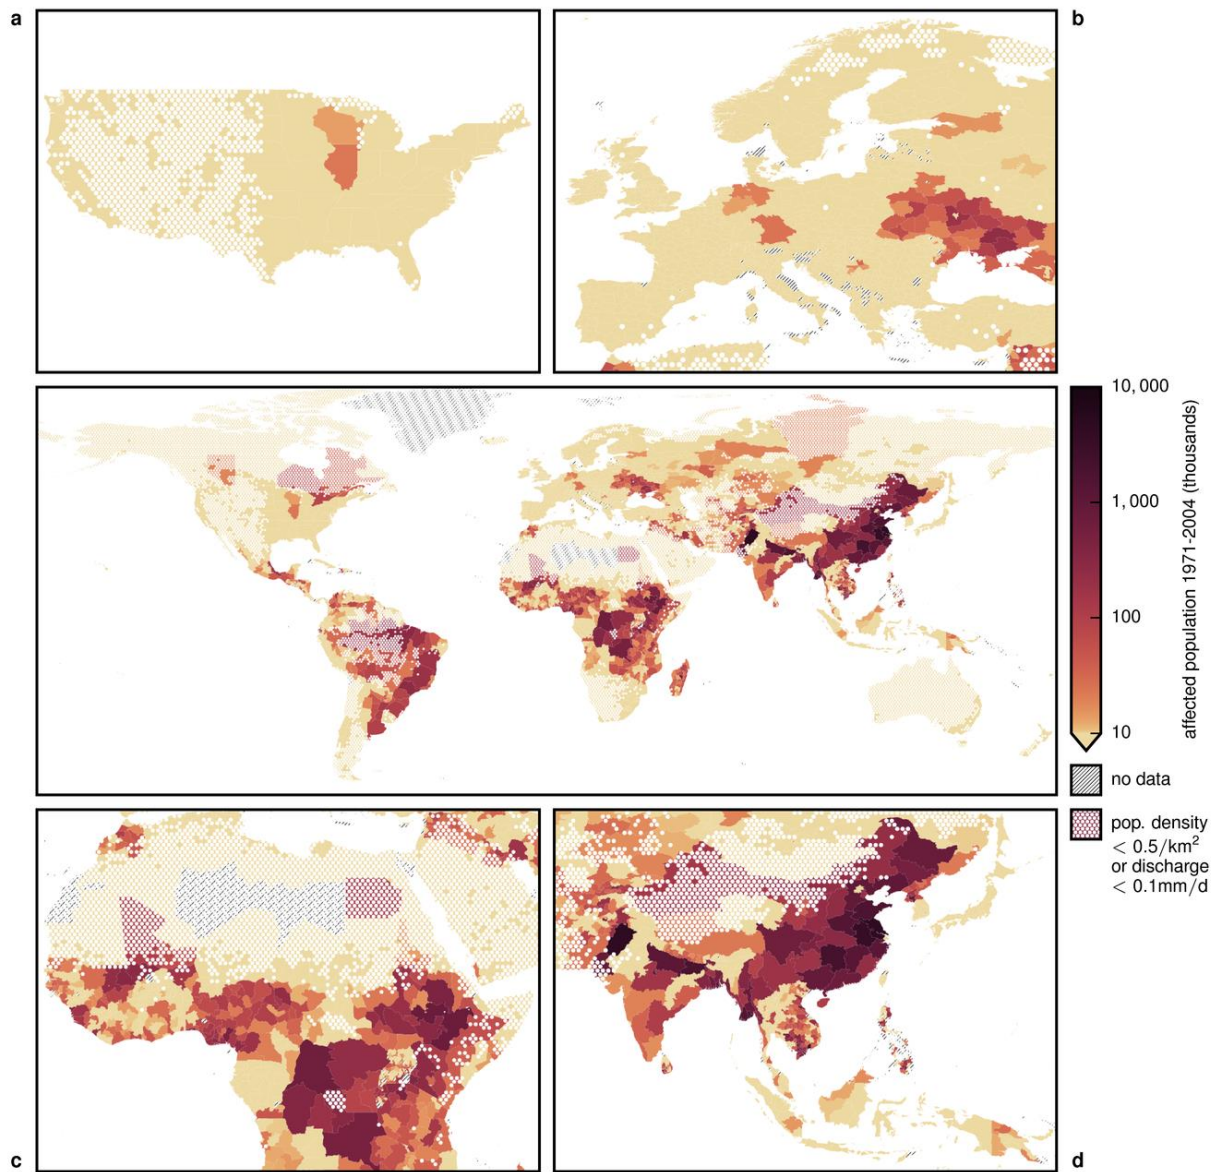 a
b
10,000
1,000
100
10
affected population 1971-2004 (thousands)
no data
pop. density
< 0.5/km²
or discharge
< 0.1mm/d
c
d